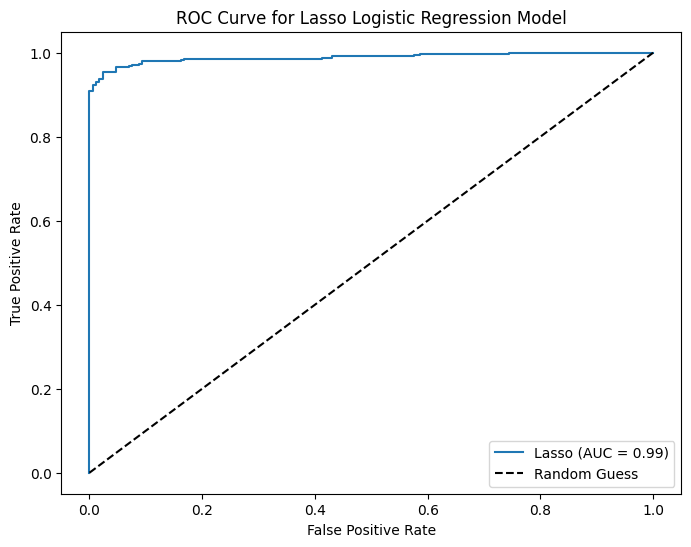 ROC Curve for Lasso Logistic Regression Model
True Positive Rate
1.0
0.8
0.6
0.4
0.2
0.0
Lasso (AUC = 0.99)
Random Guess
0.0 0.2 0.4 0.6 0.8 1.0
False Positive Rate